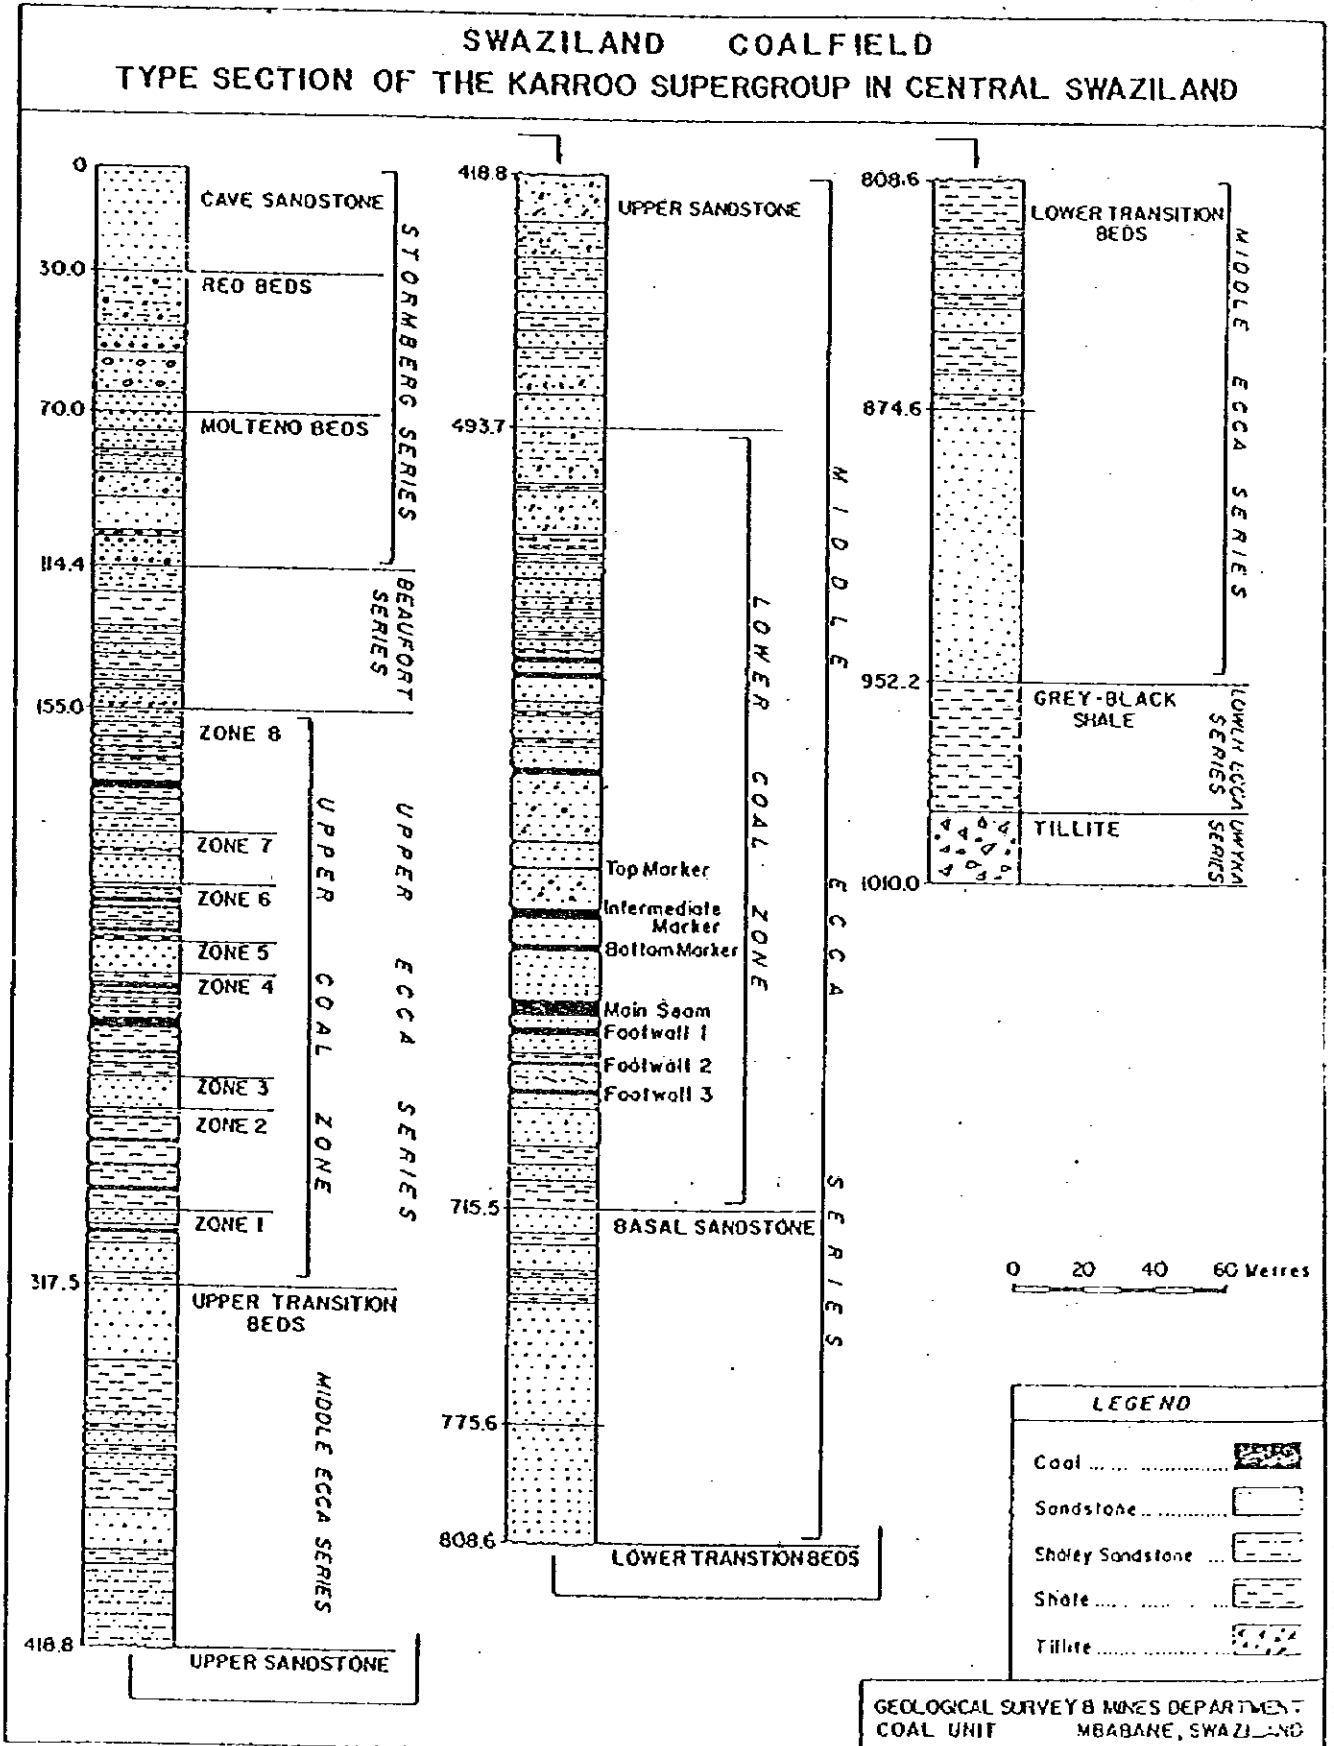 SWAZILAND COALFIELD
TYPE SECTION OF THE KARROO SUPERGROUP IN CENTRAL SWAZILAND
0
CAVE SANDSTONE
30.0
RED BEDS
70.0
MOLTENO BEDS
114.4
STORMBERG SERIES
BEAUFORT
SERIES
155.0
ZONE 8
ZONE 7
ZONE 6
ZONE 5
ZONE 4
ZONE 3
ZONE 2
ZONE 1
UPPER COAL ZONE
UPPER ECCA SERIES
317.5
UPPER TRANSITION
BEDS
MIDDLE ECCA SERIES
418.8
UPPER SANDSTONE
418.8
UPPER SANDSTONE
493.7
Top Marker
Intermediate
Marker
Bottom Marker
Main Seam
Footwall 1
Footwall 2
Footwall 3
LOWER COAL ZONE
MIDDLE ECCA SERIES
715.5
BASAL SANDSTONE
775.6
808.6
LOWER TRANSTION BEDS
808.6
LOWER TRANSITION
BEDS
874.6
MIDDLE ECCA SERIES
952.2
GREY-BLACK
SHALE
LOWER ECCA
SERIES
TILLITE
SERIES
1010.0
0 20 40 60 Metres
LEGEND
Coal
Sandstone
Shaley Sandstone
Shale
Tillite
GEOLOGICAL SURVEY & MINES DEPARTMENT
COAL UNIT MBABANE, SWAZILAND